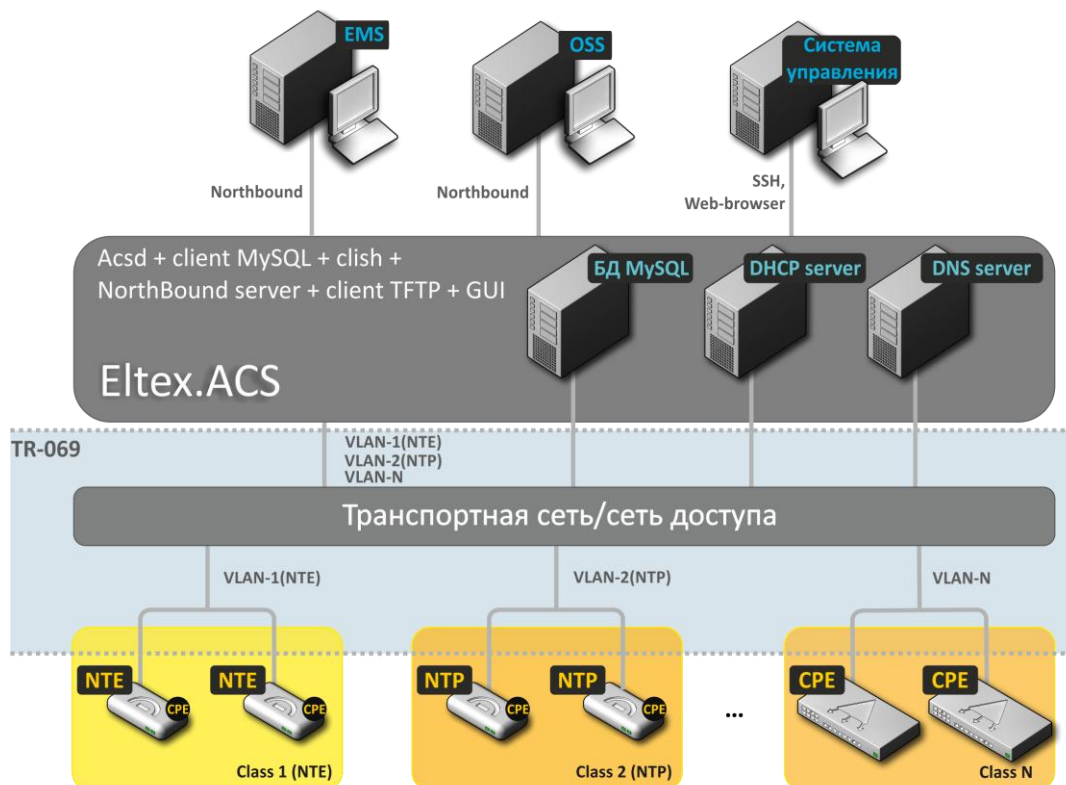 EMS
OSS
Система
управления
Northbound
Northbound
SSH,
Web-browser
Acsd + client MySQL + clish +
NorthBound server + client TFTP + GUI
БД MySQL
DHCP server
DNS server
Eltex.ACS
TR-069
VLAN-1(NTE)
VLAN-2(NTP)
VLAN-N
Транспортная сеть/сеть доступа
VLAN-1(NTE)
VLAN-2(NTP)
VLAN-N
NTE
CPE
NTE
CPE
Class 1 (NTE)
NTP
CPE
NTP
CPE
Class 2 (NTP)
...
CPE
CPE
Class N